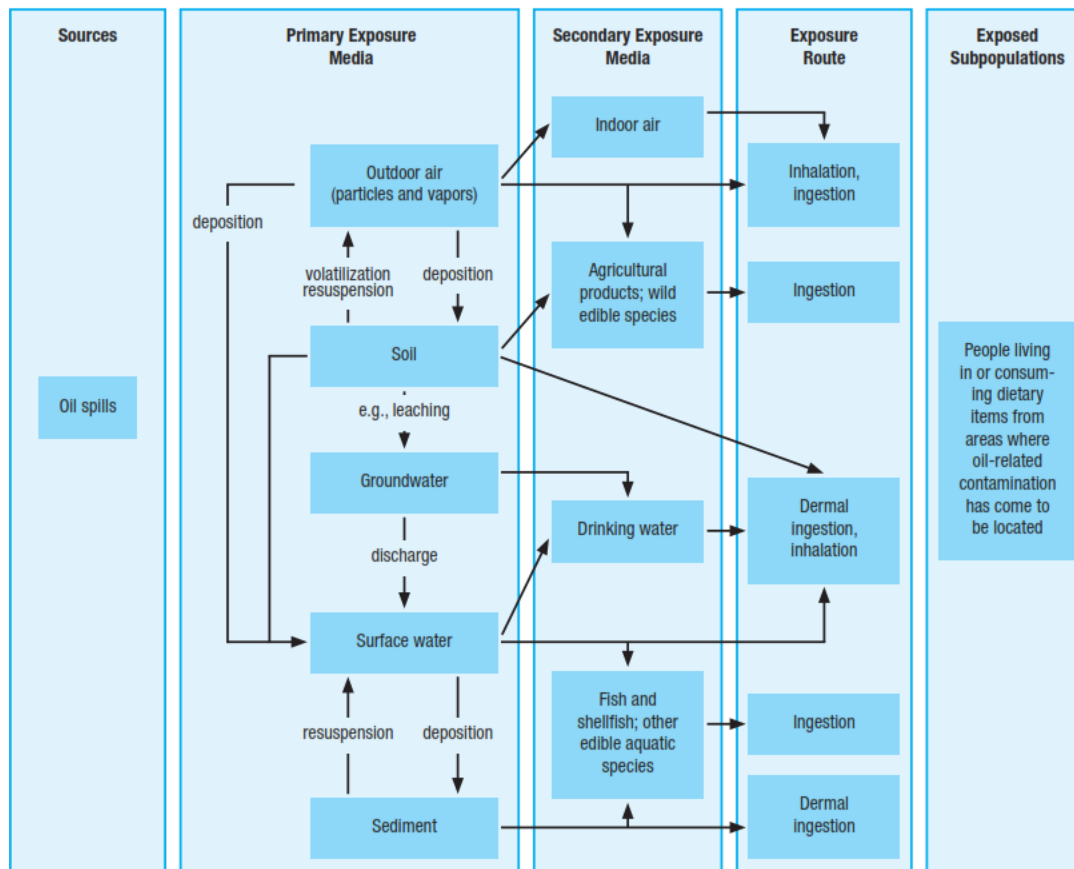 Sources
Primary Exposure
Media
Secondary Exposure
Media
Exposure
Route
Exposed
Subpopulations
Oil spills
Outdoor air
(particles and vapors)
deposition
volatilization
resuspension
deposition
Soil
e.g., leaching
Groundwater
discharge
Surface water
resuspension
deposition
Sediment
Indoor air
Agricultural
products; wild
edible species
Drinking water
Fish and
shellfish; other
edible aquatic
species
Inhalation,
ingestion
Ingestion
Dermal
ingestion,
inhalation
Ingestion
Dermal
ingestion
People living
in or consum-
ing dietary
items from
areas where
oil-related
contamination
has come to
be located